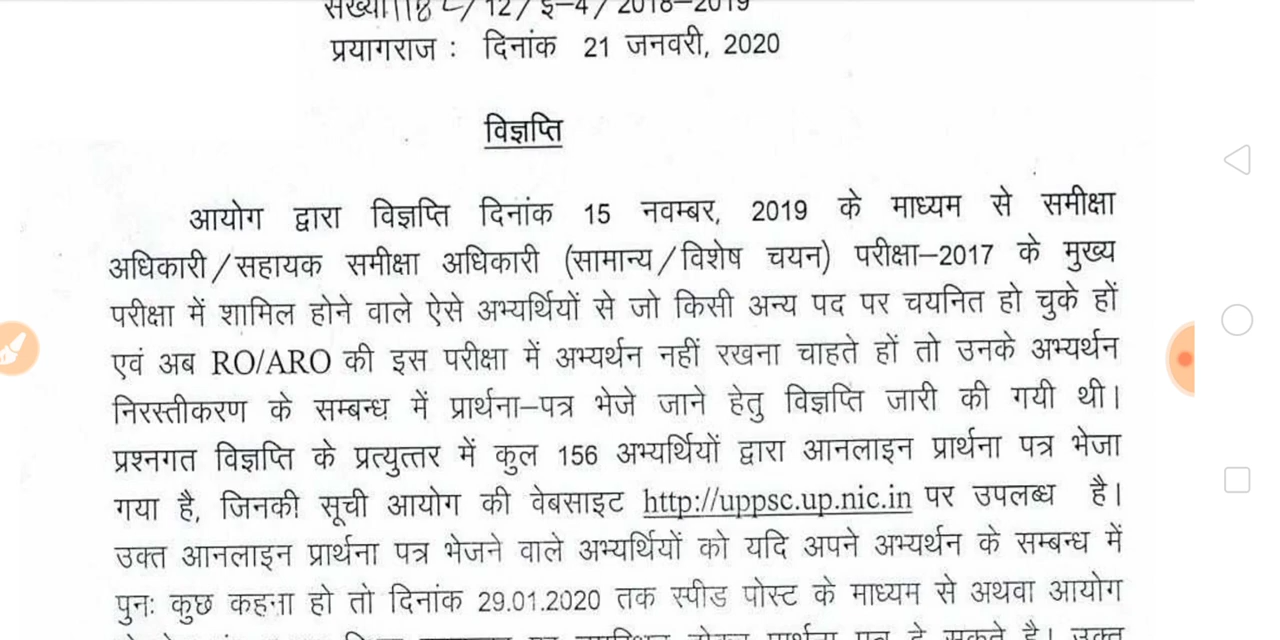 प्रयागराज : दिनांक 21 जनवरी, 2020
विज्ञप्ति
आयोग द्वारा विज्ञप्ति दिनांक 15 नवम्बर, 2019 के माध्यम से समीक्षा
अधिकारी/सहायक समीक्षा अधिकारी (सामान्य/विशेष चयन) परीक्षा–2017 के मुख्य
परीक्षा में शामिल होने वाले ऐसे अभ्यर्थियों से जो किसी अन्य पद पर चयनित हो चुके हों
एवं अब RO/ARO की इस परीक्षा में अभ्यर्थन नहीं रखना चाहते हों तो उनके अभ्यर्थन
निरस्तीकरण के सम्बन्ध में प्रार्थना–पत्र भेजे जाने हेतु विज्ञप्ति जारी की गयी थी।
प्रश्नगत विज्ञप्ति के प्रत्युत्तर में कुल 156 अभ्यर्थियों द्वारा आनलाइन प्रार्थना पत्र भेजा
गया है, जिनकी सूची आयोग की वेबसाइट http://uppsc.up.nic.in पर उपलब्ध है।
उक्त आनलाइन प्रार्थना पत्र भेजने वाले अभ्यर्थियों को यदि अपने अभ्यर्थन के सम्बन्ध में
पुनः कुछ कहना हो तो दिनांक 29.01.2020 तक स्पीड पोस्ट के माध्यम से अथवा आयोग